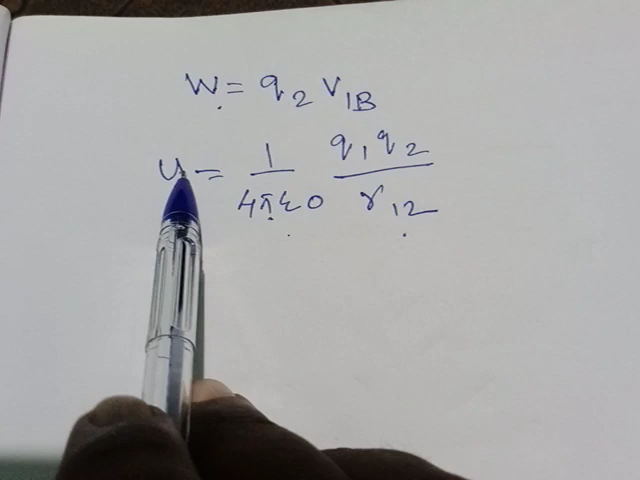 W = q₂ V₁B
U = 1/4πε0 q₁q₂/r₁₂